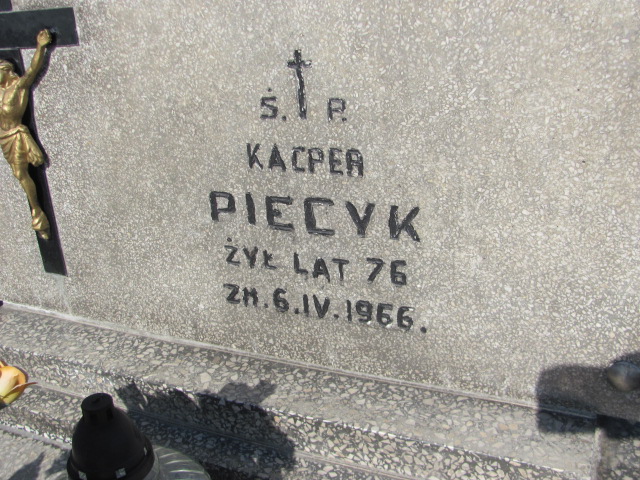 Ś. P.
KACPER
PIECYK
ŻYŁ LAT 76
ZM. 6.IV.1966.